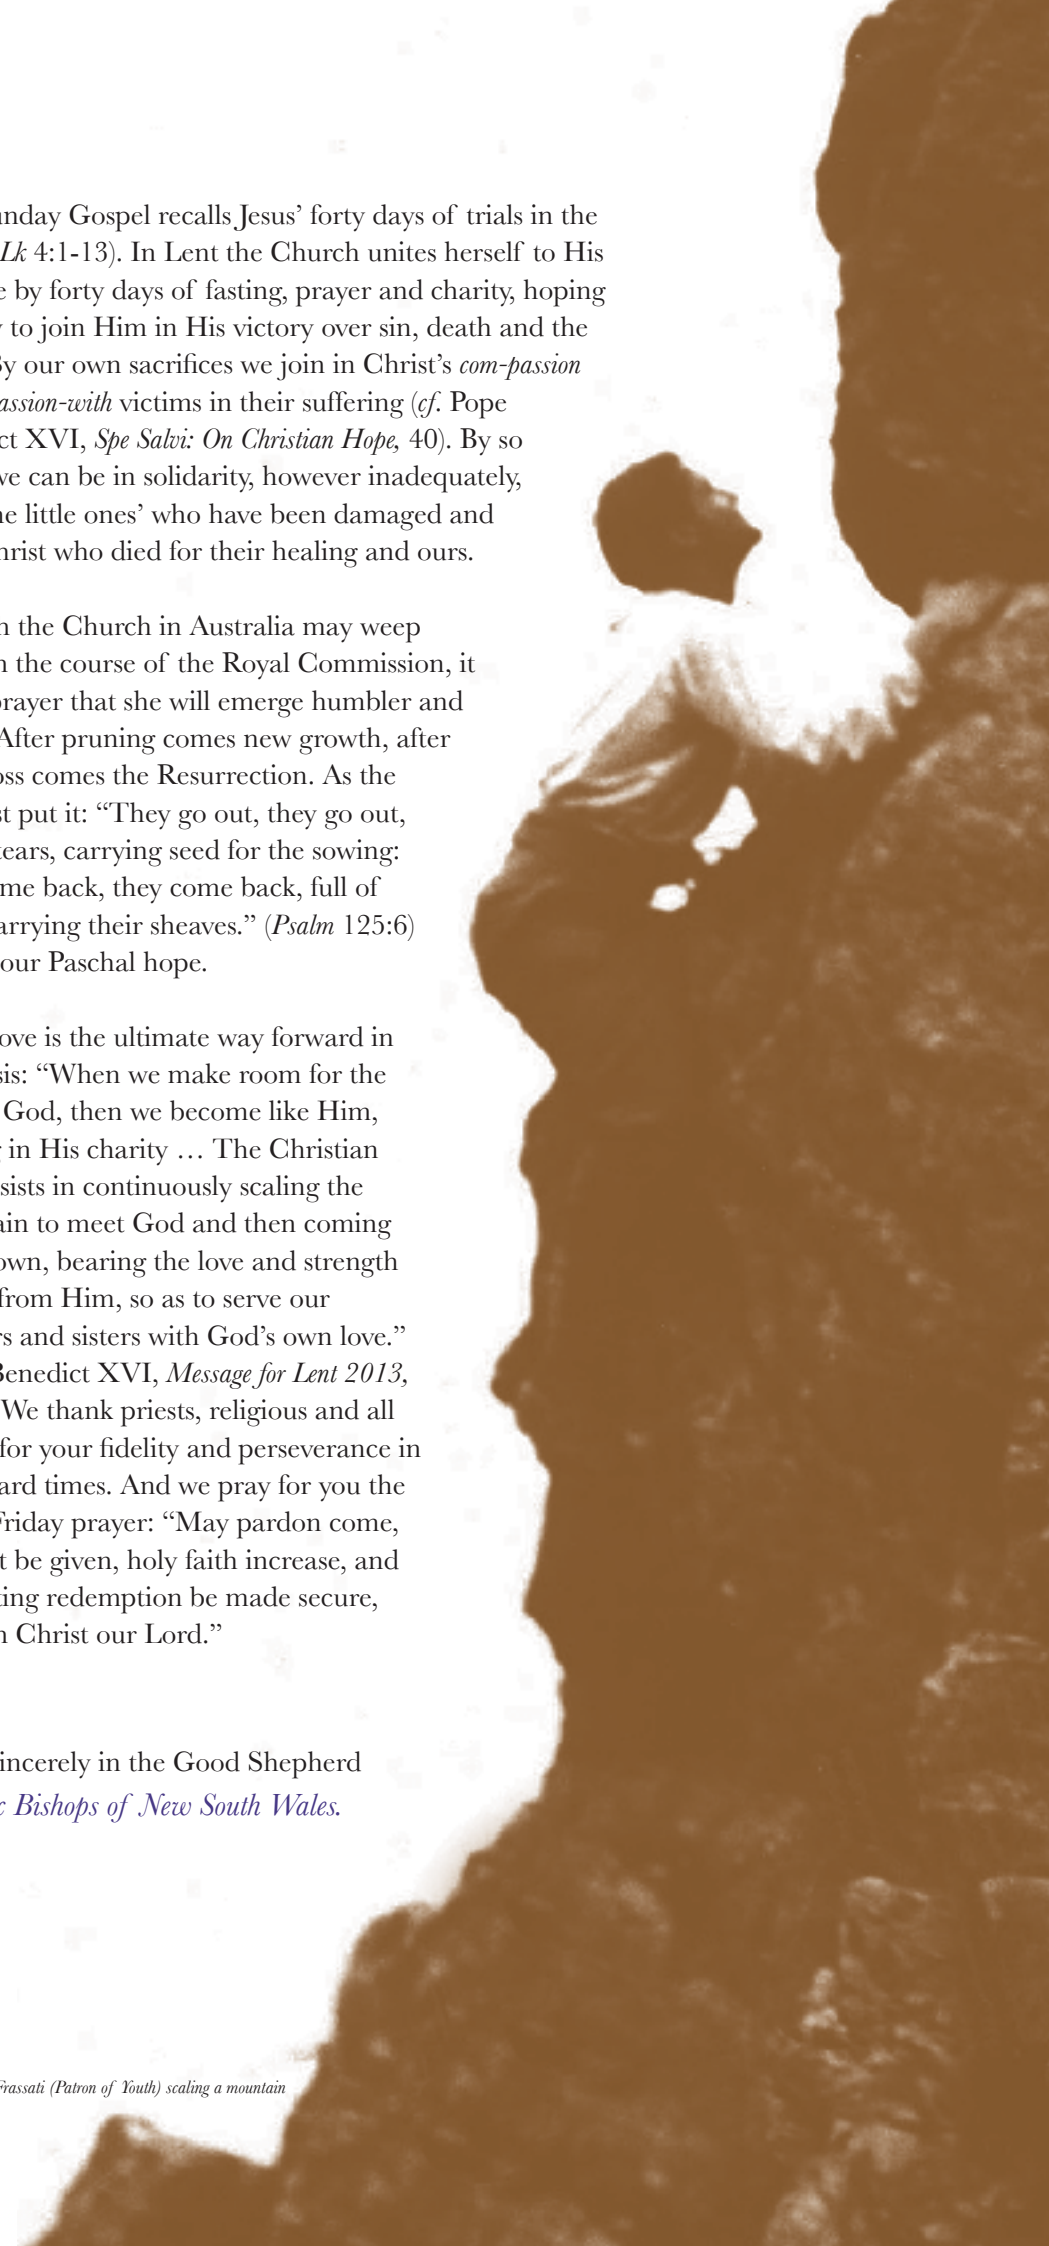 unday Gospel recalls Jesus’ forty days of trials in the
Lk 4:1-13). In Lent the Church unites herself to His
e by forty days of fasting, prayer and charity, hoping
y to join Him in His victory over sin, death and the
By our own sacrifices we join in Christ’s com-passion
assion-with victims in their suffering (cf. Pope
ct XVI, Spe Salvi: On Christian Hope, 40). By so
we can be in solidarity, however inadequately,
he little ones’ who have been damaged and
hrist who died for their healing and ours.
n the Church in Australia may weep
n the course of the Royal Commission, it
prayer that she will emerge humbler and
After pruning comes new growth, after
oss comes the Resurrection. As the
st put it: “They go out, they go out,
tears, carrying seed for the sowing:
me back, they come back, full of
arrying their sheaves.” (Psalm 125:6)
our Paschal hope.
ove is the ultimate way forward in
sis: “When we make room for the
God, then we become like Him,
g in His charity … The Christian
sists in continuously scaling the
ain to meet God and then coming
own, bearing the love and strength
from Him, so as to serve our
rs and sisters with God’s own love.”
Benedict XVI, Message for Lent 2013,
We thank priests, religious and all
for your fidelity and perseverance in
ard times. And we pray for you the
Friday prayer: “May pardon come,
t be given, holy faith increase, and
ting redemption be made secure,
h Christ our Lord.”
incerely in the Good Shepherd
c Bishops of New South Wales.
Frassati (Patron of Youth) scaling a mountain